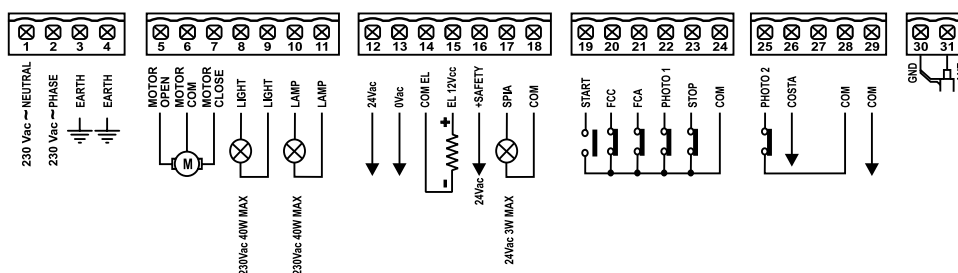 1 2 3 4
230 Vac ~ NEUTRAL
230 Vac ~ PHASE
EARTH
EARTH
5 6 7 8 9 10 11
MOTOR OPEN
MOTOR COM
MOTOR CLOSE
LIGHT
LIGHT
LAMP
LAMP
M
230Vac 40W MAX
230Vac 40W MAX
12 13 14 15 16 17 18
24Vac
0Vac
COM EL
EL 12Vcc
+SAFETY
SPIA
COM
+
-
24Vac
24Vac 3W MAX
19 20 21 22 23 24
START
FCC
FCA
PHOTO 1
STOP
COM
25 26 27 28 29
PHOTO 2
COSTA
COM
COM
30 31
GND